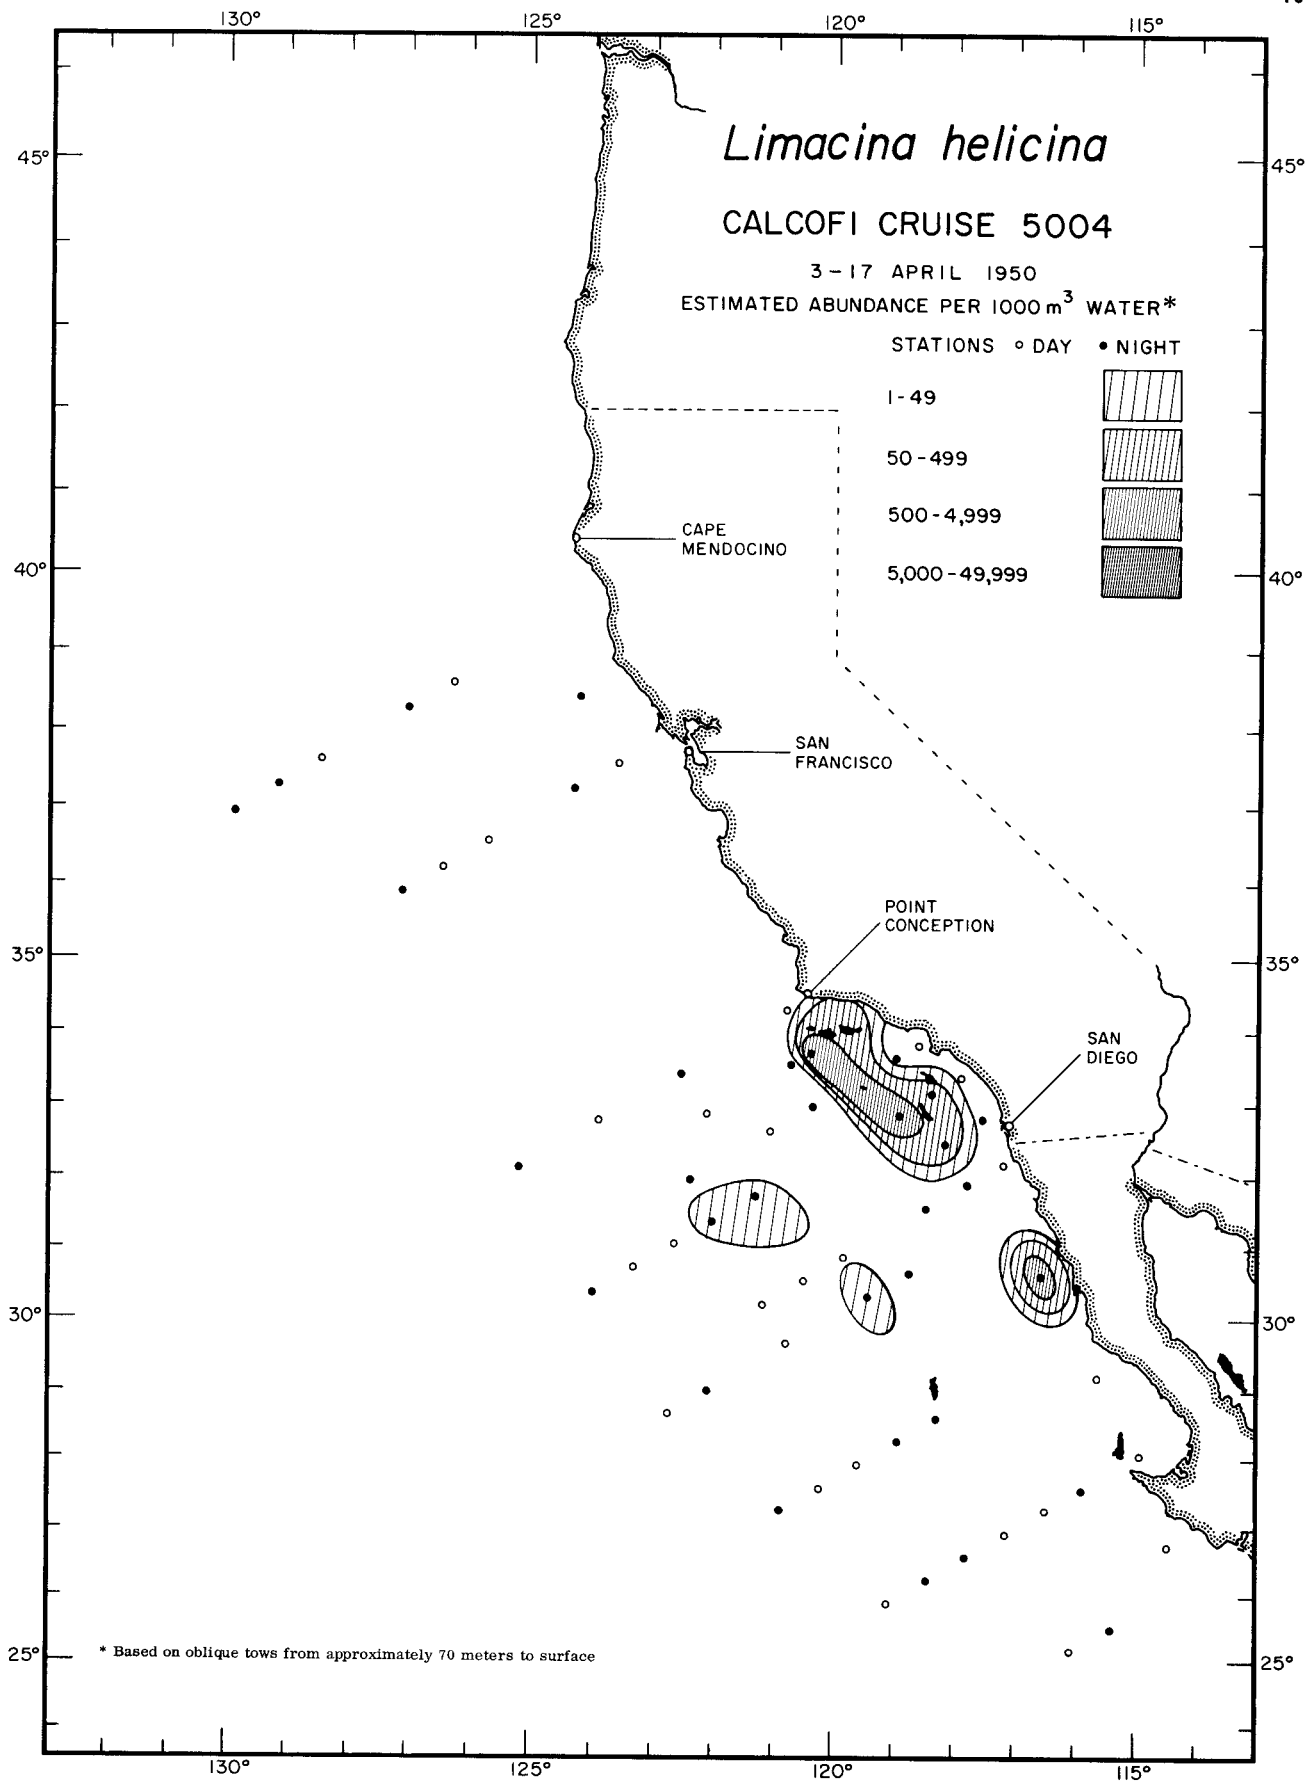 130° 125° 120° 115°
Limacina helicina
45° 45°
CALCOFI CRUISE 5004
3-17 APRIL 1950
ESTIMATED ABUNDANCE PER 1000 m³ WATER*
STATIONS ○ DAY ● NIGHT
1-49
50-499
500-4,999
5,000-49,999
CAPE
MENDOCINO
40° 40°
SAN
FRANCISCO
POINT
CONCEPTION
35° 35°
SAN
DIEGO
30° 30°
* Based on oblique tows from approximately 70 meters to surface
25° 25°
130° 125° 120° 115°